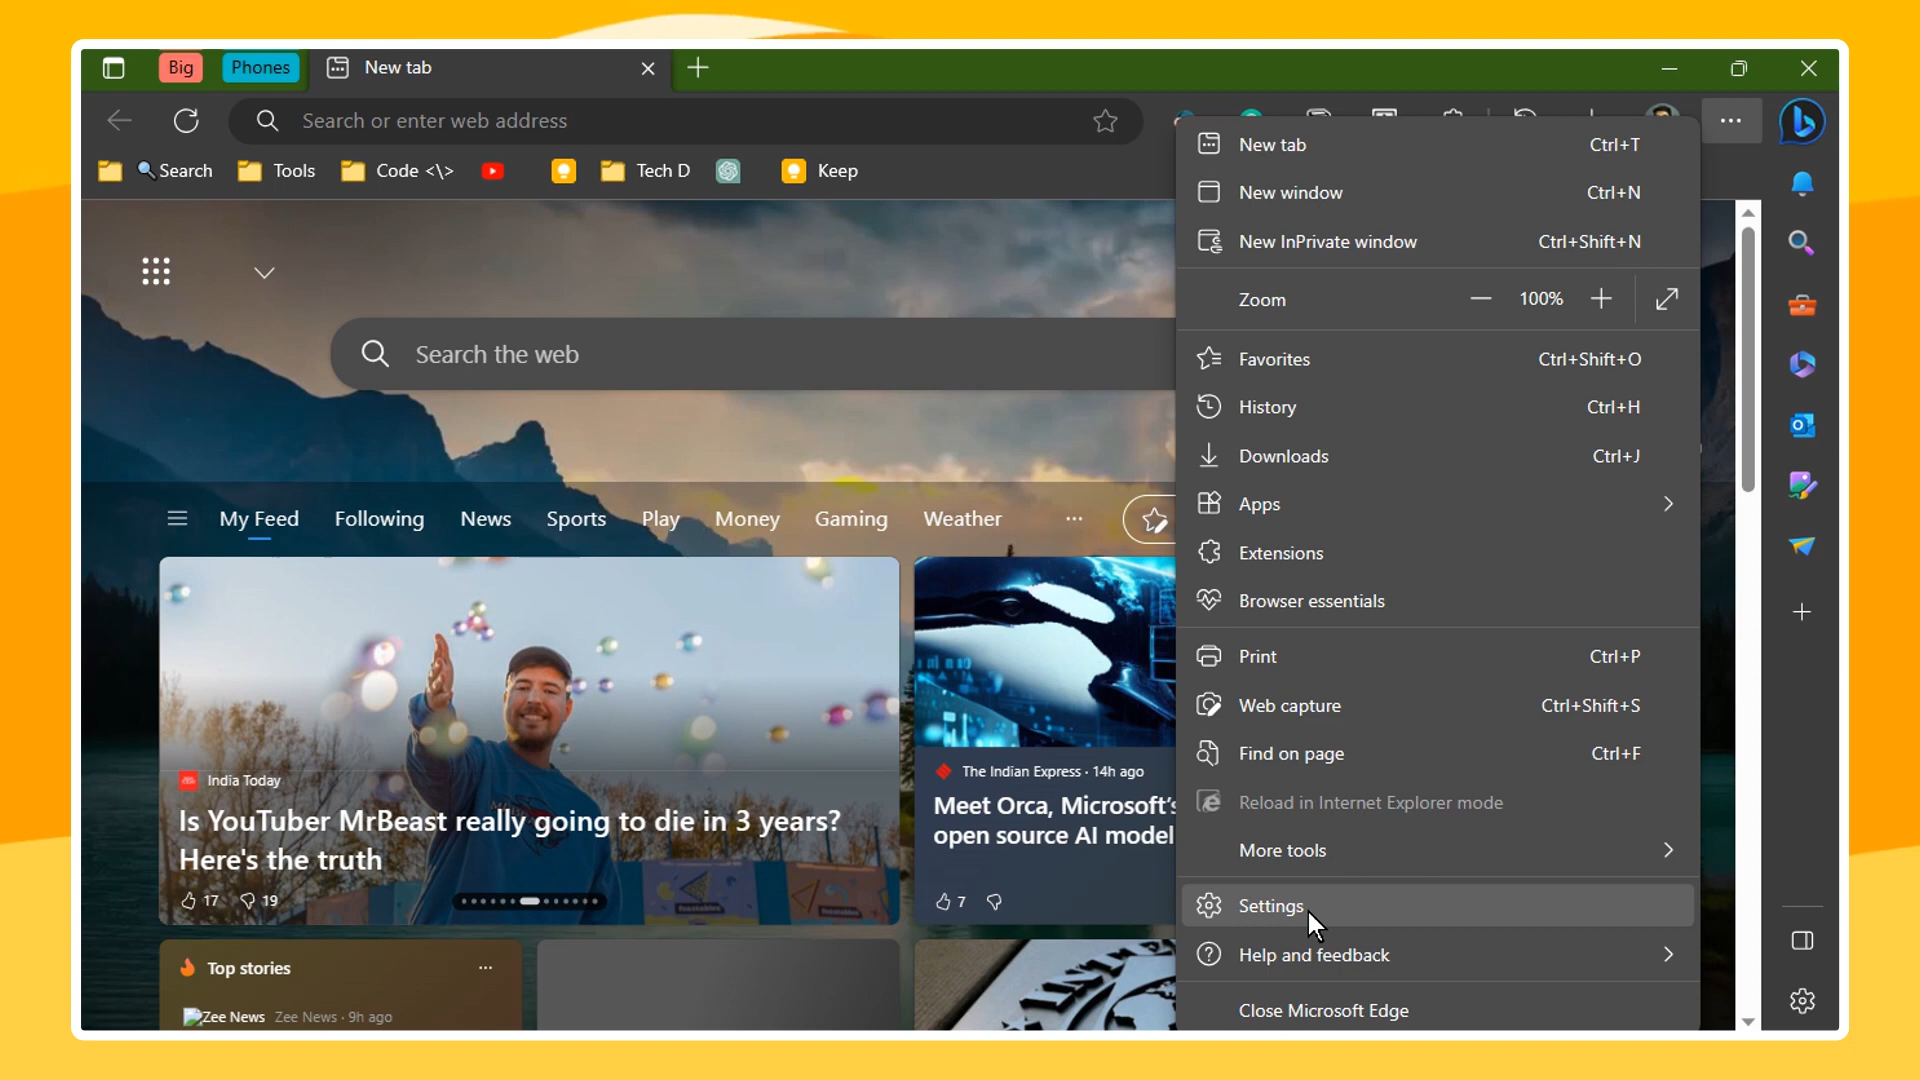 Big
Phones
New tab
Search or enter web address
Search
Tools
Code </>
Tech D
Keep
New tab Ctrl+T
New window Ctrl+N
New InPrivate window Ctrl+Shift+N
Zoom 100%
Favorites Ctrl+Shift+O
History Ctrl+H
Downloads Ctrl+J
Apps
Extensions
Browser essentials
Print Ctrl+P
Web capture Ctrl+Shift+S
Find on page Ctrl+F
Reload in Internet Explorer mode
More tools
Settings
Help and feedback
Close Microsoft Edge
Search the web
My Feed
Following
News
Sports
Play
Money
Gaming
Weather
India Today
Is YouTuber MrBeast really going to die in 3 years?
Here's the truth
17 19
The Indian Express · 14h ago
Meet Orca, Microsoft's
open source AI model
7
Top stories
Zee News Zee News · 9h ago